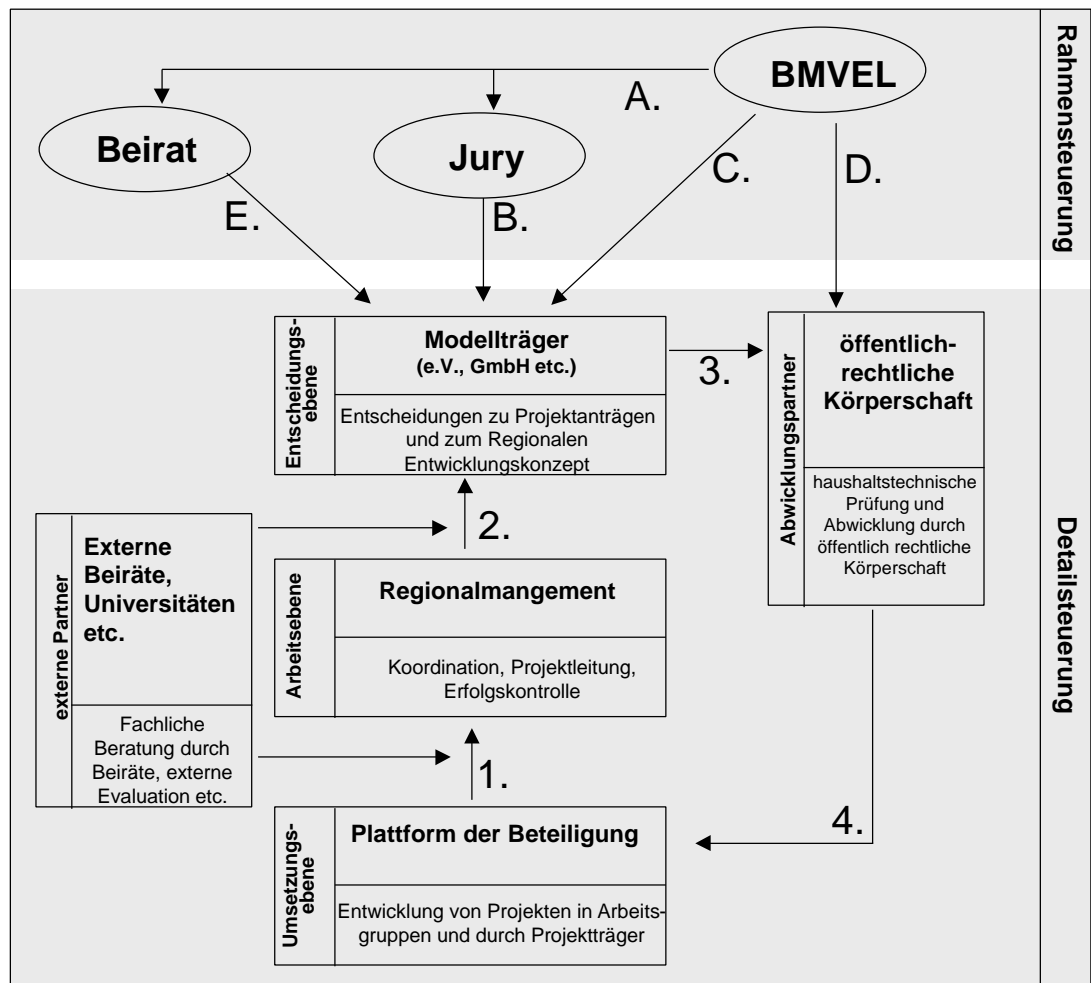 BMVEL
A.
Beirat
Jury
C.
D.
E.
B.
Rahmensteuerung
Entscheidungs-
ebene
Modellträger
(e.V., GmbH etc.)
Entscheidungen zu Projektanträgen
und zum Regionalen
Entwicklungskonzept
3.
Abwicklungspartner
öffentlich-
rechtliche
Körperschaft
haushaltstechnische
Prüfung und
Abwicklung durch
öffentlich rechtliche
Körperschaft
2.
externe Partner
Externe
Beiräte,
Universitäten
etc.
Fachliche
Beratung durch
Beiräte, externe
Evaluation etc.
Arbeitsebene
Regionalmangement
Koordination, Projektleitung,
Erfolgskontrolle
1.
4.
Umsetzungs-
ebene
Plattform der Beteiligung
Entwicklung von Projekten in Arbeits-
gruppen und durch Projektträger
Detailsteuerung